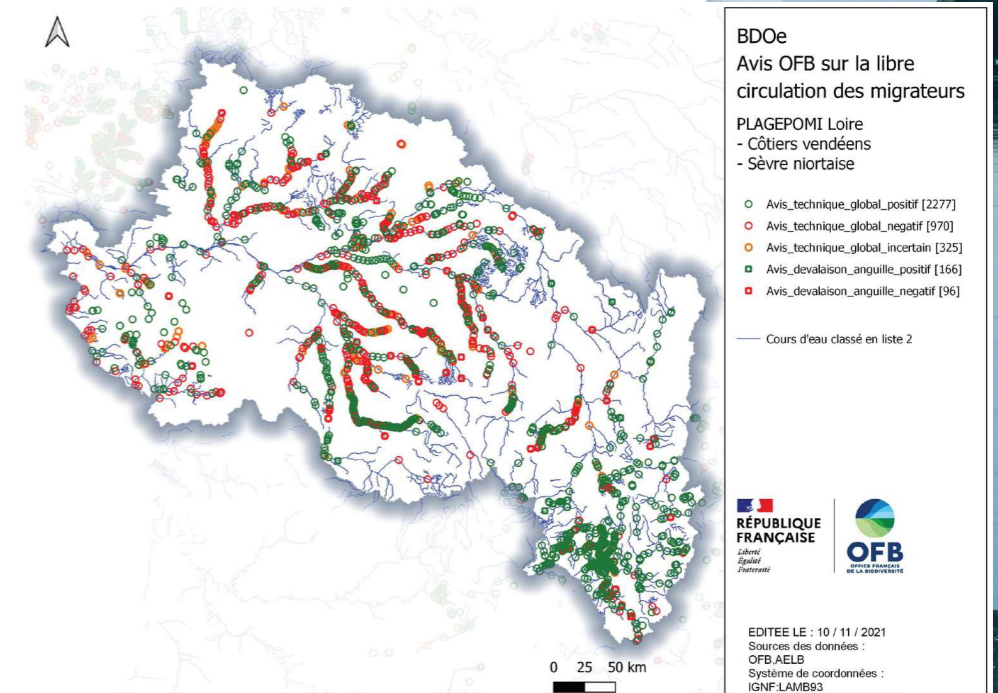 BDOe
Avis OFB sur la libre
circulation des migrateurs
PLAGEPOMI Loire
- Côtiers vendéens
- Sèvre niortaise
Avis_technique_global_positif [2277]
Avis_technique_global_negatif [970]
Avis_technique_global_incertain [325]
Avis_devalaison_anguille_positif [166]
Avis_devalaison_anguille_negatif [96]
Cours d'eau classé en liste 2
RÉPUBLIQUE
FRANÇAISE
Liberté
Égalité
Fraternité
OFB
OFFICE FRANÇAIS
DE LA BIODIVERSITÉ
EDITEE LE : 10 / 11 / 2021
Sources des données :
OFB,AELB
Système de coordonnées :
IGNF:LAMB93
0 25 50 km